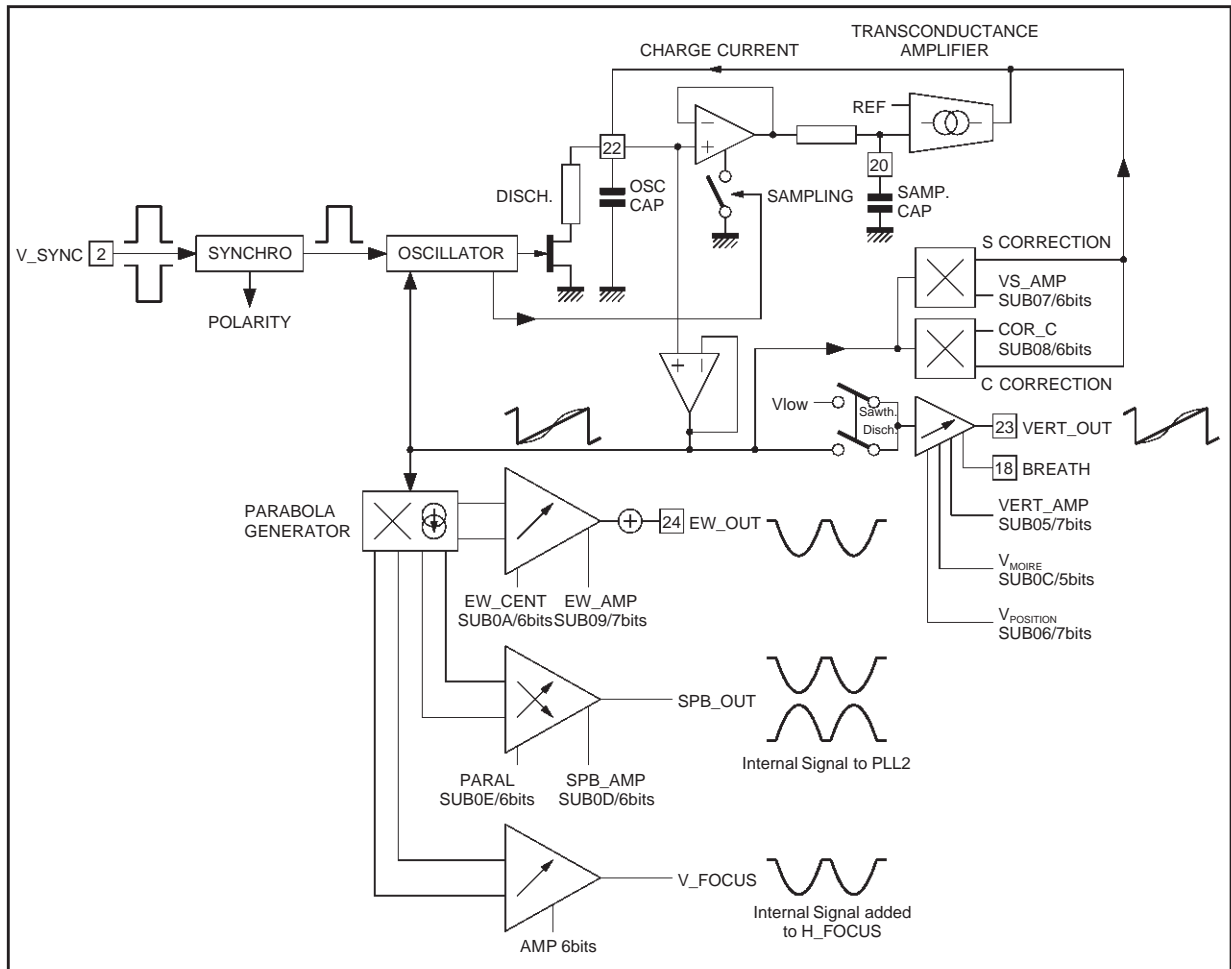 TRANSCONDUCTANCE
AMPLIFIER
CHARGE CURRENT
REF
22
20
DISCH.
OSC
CAP
SAMPLING
SAMP.
CAP
V_SYNC
2
SYNCHRO
OSCILLATOR
POLARITY
S CORRECTION
VS_AMP
SUB07/6bits
COR_C
SUB08/6bits
C CORRECTION
Vlow
Sawth.
Disch.
23
VERT_OUT
18
BREATH
VERT_AMP
SUB05/7bits
VMOIRE
SUB0C/5bits
VPOSITION
SUB06/7bits
PARABOLA
GENERATOR
24
EW_OUT
EW_CENT
SUB0A/6bits
EW_AMP
SUB09/7bits
SPB_OUT
Internal Signal to PLL2
PARAL
SUB0E/6bits
SPB_AMP
SUB0D/6bits
V_FOCUS
Internal Signal added
to H_FOCUS
AMP 6bits